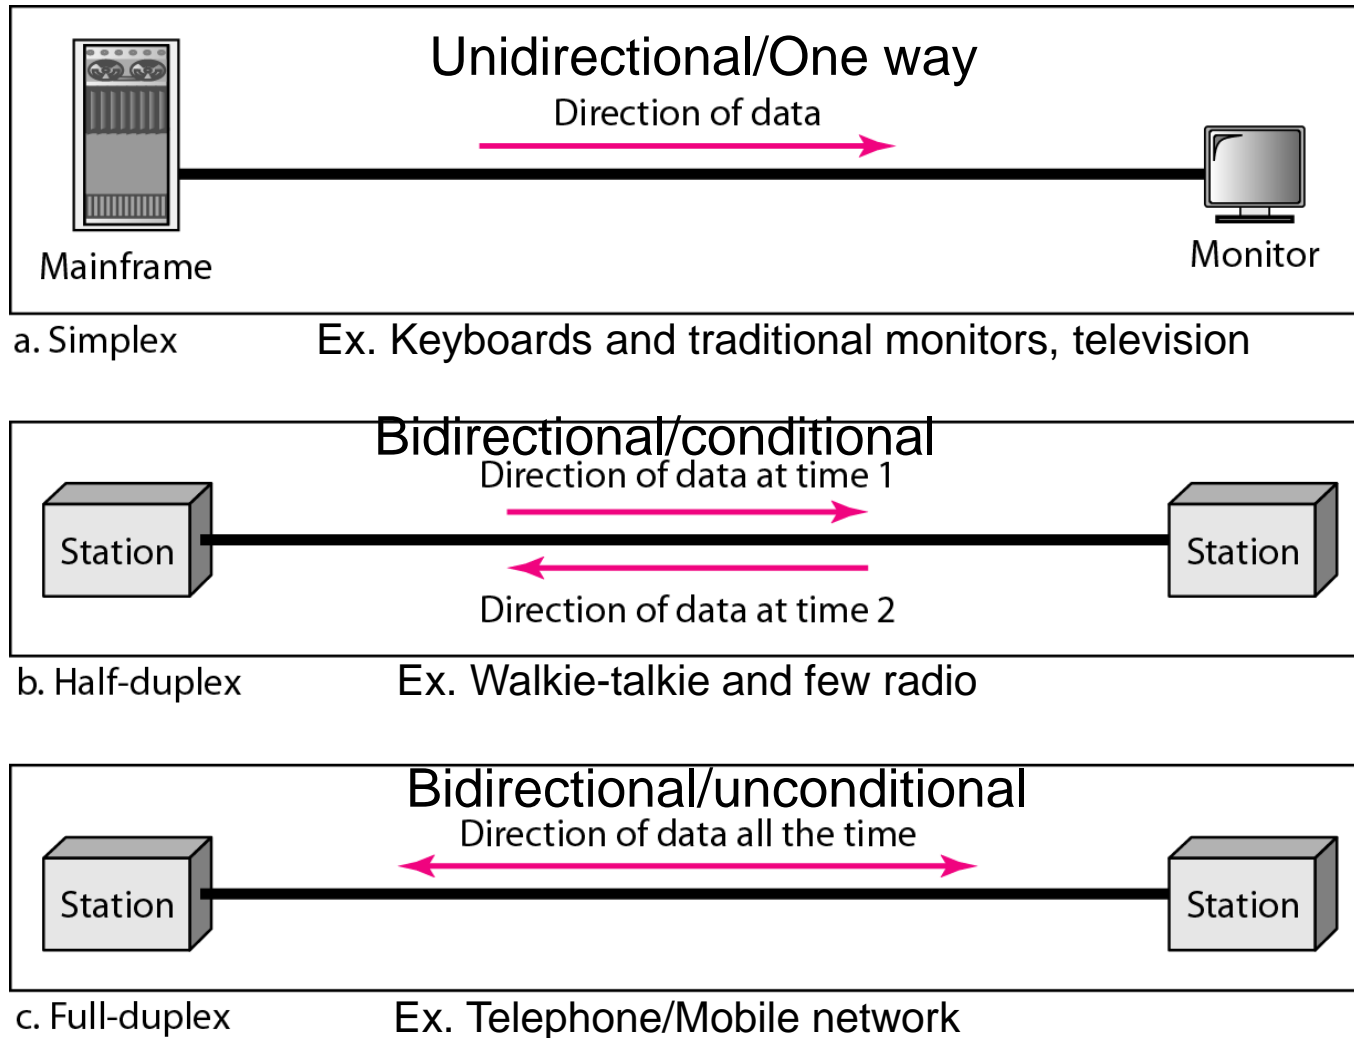 Unidirectional/One way
Direction of data
Mainframe
Monitor
a. Simplex
Ex. Keyboards and traditional monitors, television
Bidirectional/conditional
Direction of data at time 1
Station
Station
Direction of data at time 2
b. Half-duplex
Ex. Walkie-talkie and few radio
Bidirectional/unconditional
Direction of data all the time
Station
Station
c. Full-duplex
Ex. Telephone/Mobile network